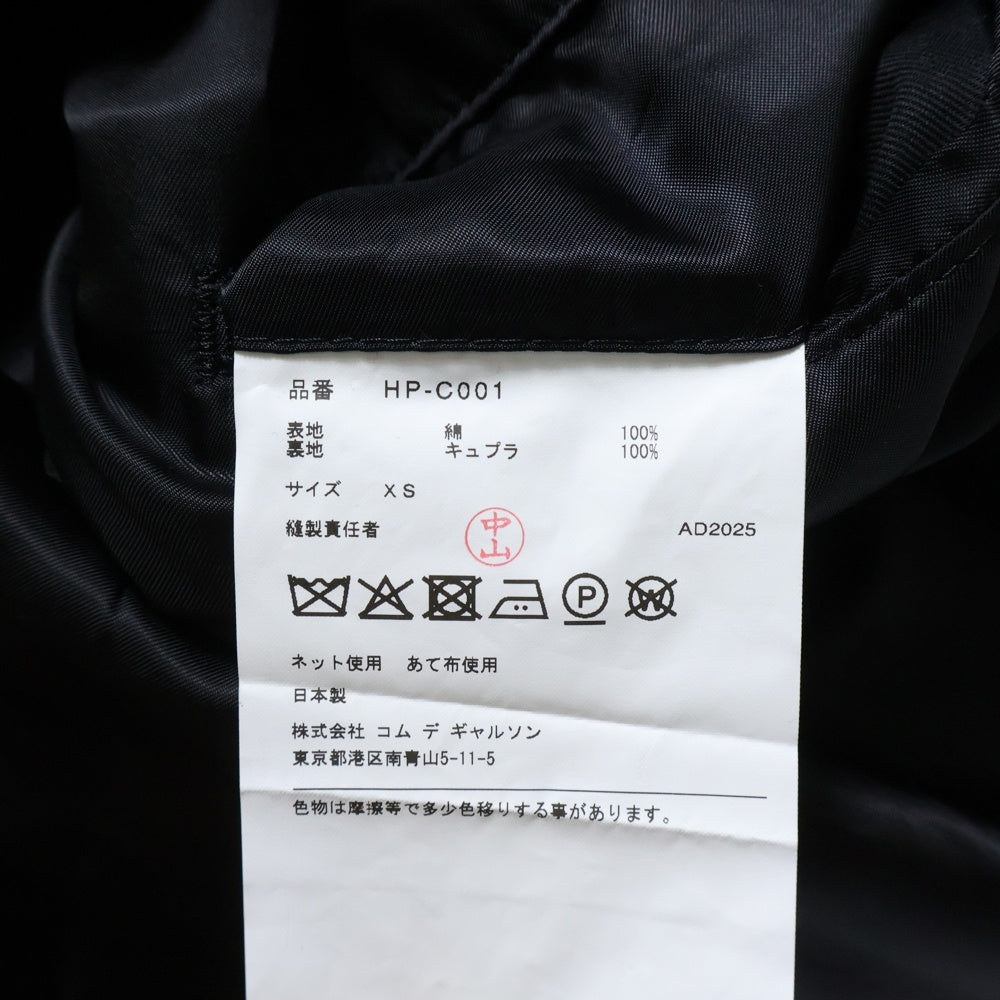 品番 HP-C001
表地 綿 100%
裏地 キュプラ 100%
サイズ XS
縫製責任者 中山 AD2025
P W
ネット使用 あて布使用
日本製
株式会社 コム デ ギャルソン
東京都港区南青山5-11-5
色物は摩擦等で多少色移りする事があります。